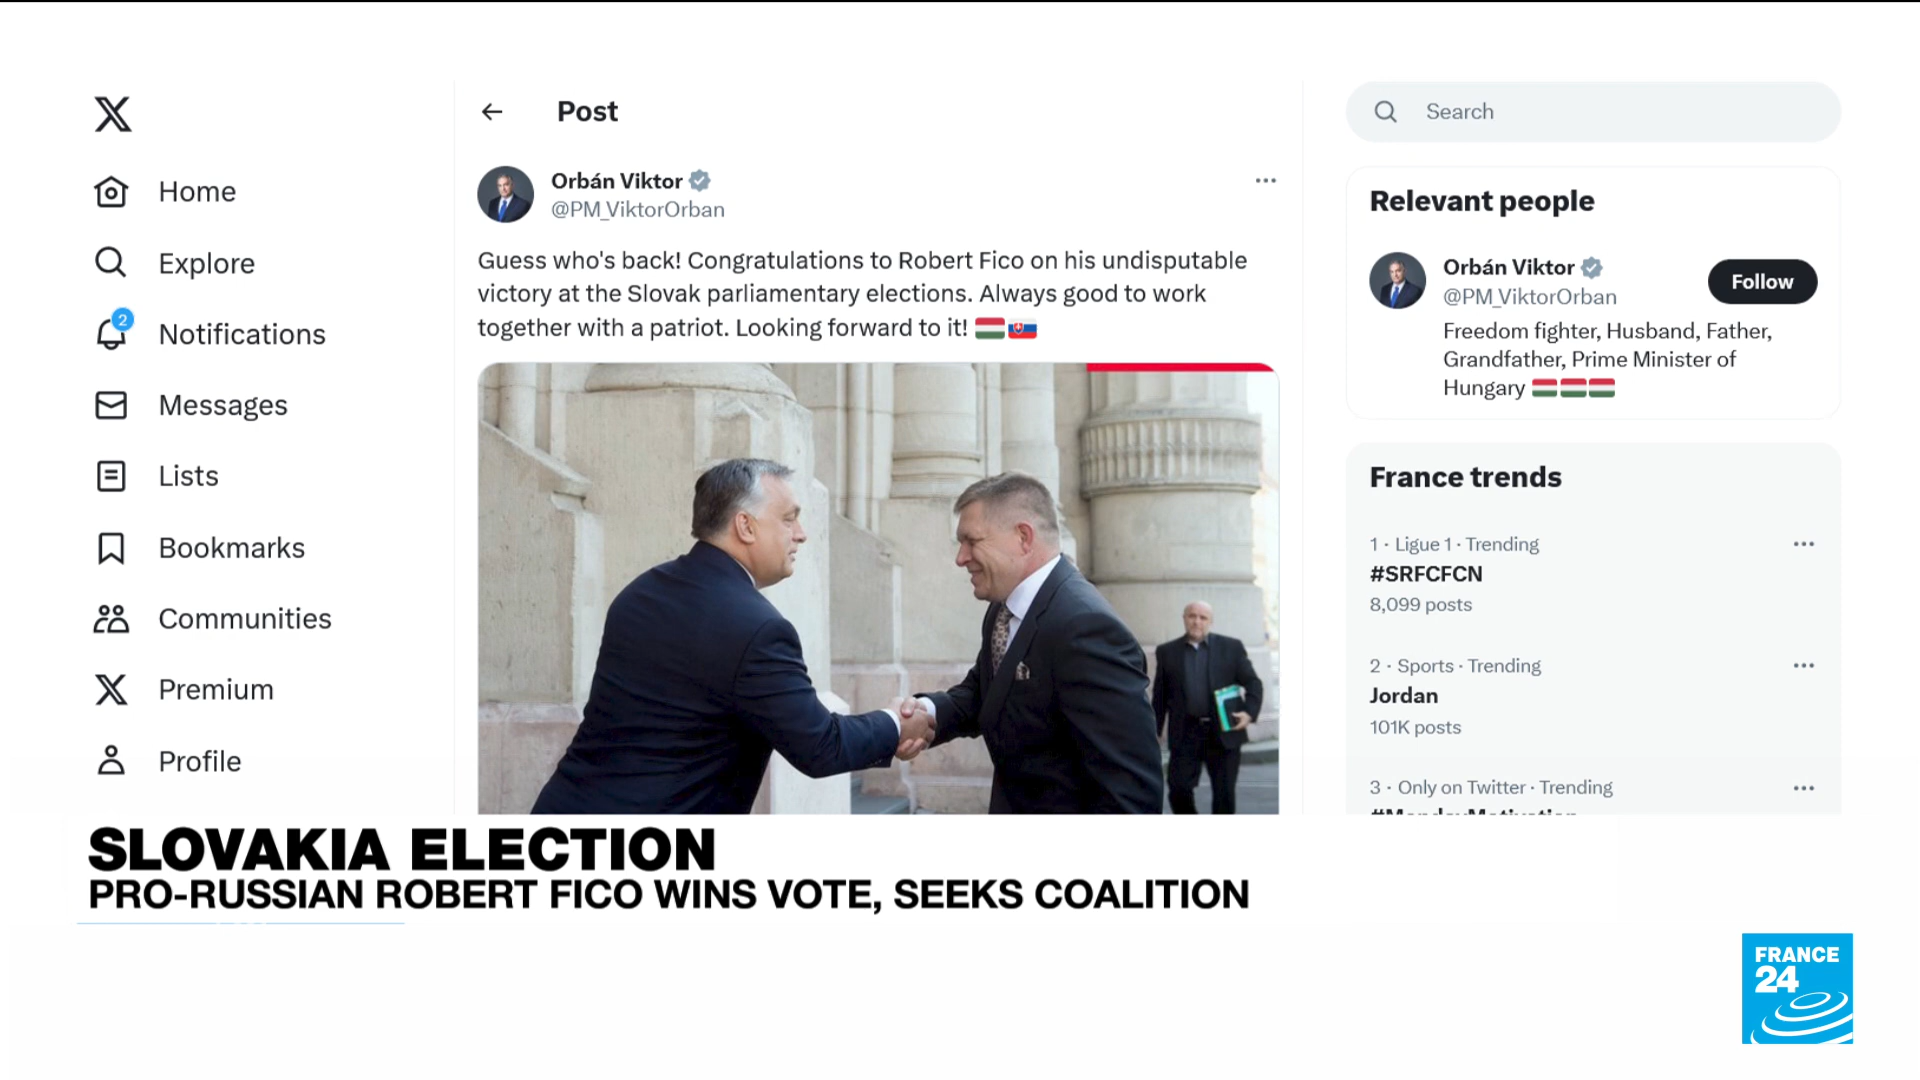 Home
Explore
2
Notifications
Messages
Lists
Bookmarks
Communities
Premium
Profile
Post
Orbán Viktor
@PM_ViktorOrban
Guess who's back! Congratulations to Robert Fico on his undisputable
victory at the Slovak parliamentary elections. Always good to work
together with a patriot. Looking forward to it!
Search
Relevant people
Orbán Viktor
@PM_ViktorOrban
Follow
Freedom fighter, Husband, Father,
Grandfather, Prime Minister of
Hungary
France trends
1 · Ligue 1 · Trending
#SRFCFCN
8,099 posts
2 · Sports · Trending
Jordan
101K posts
3 · Only on Twitter · Trending
#MondayMotivation
SLOVAKIA ELECTION
PRO-RUSSIAN ROBERT FICO WINS VOTE, SEEKS COALITION
FRANCE
24